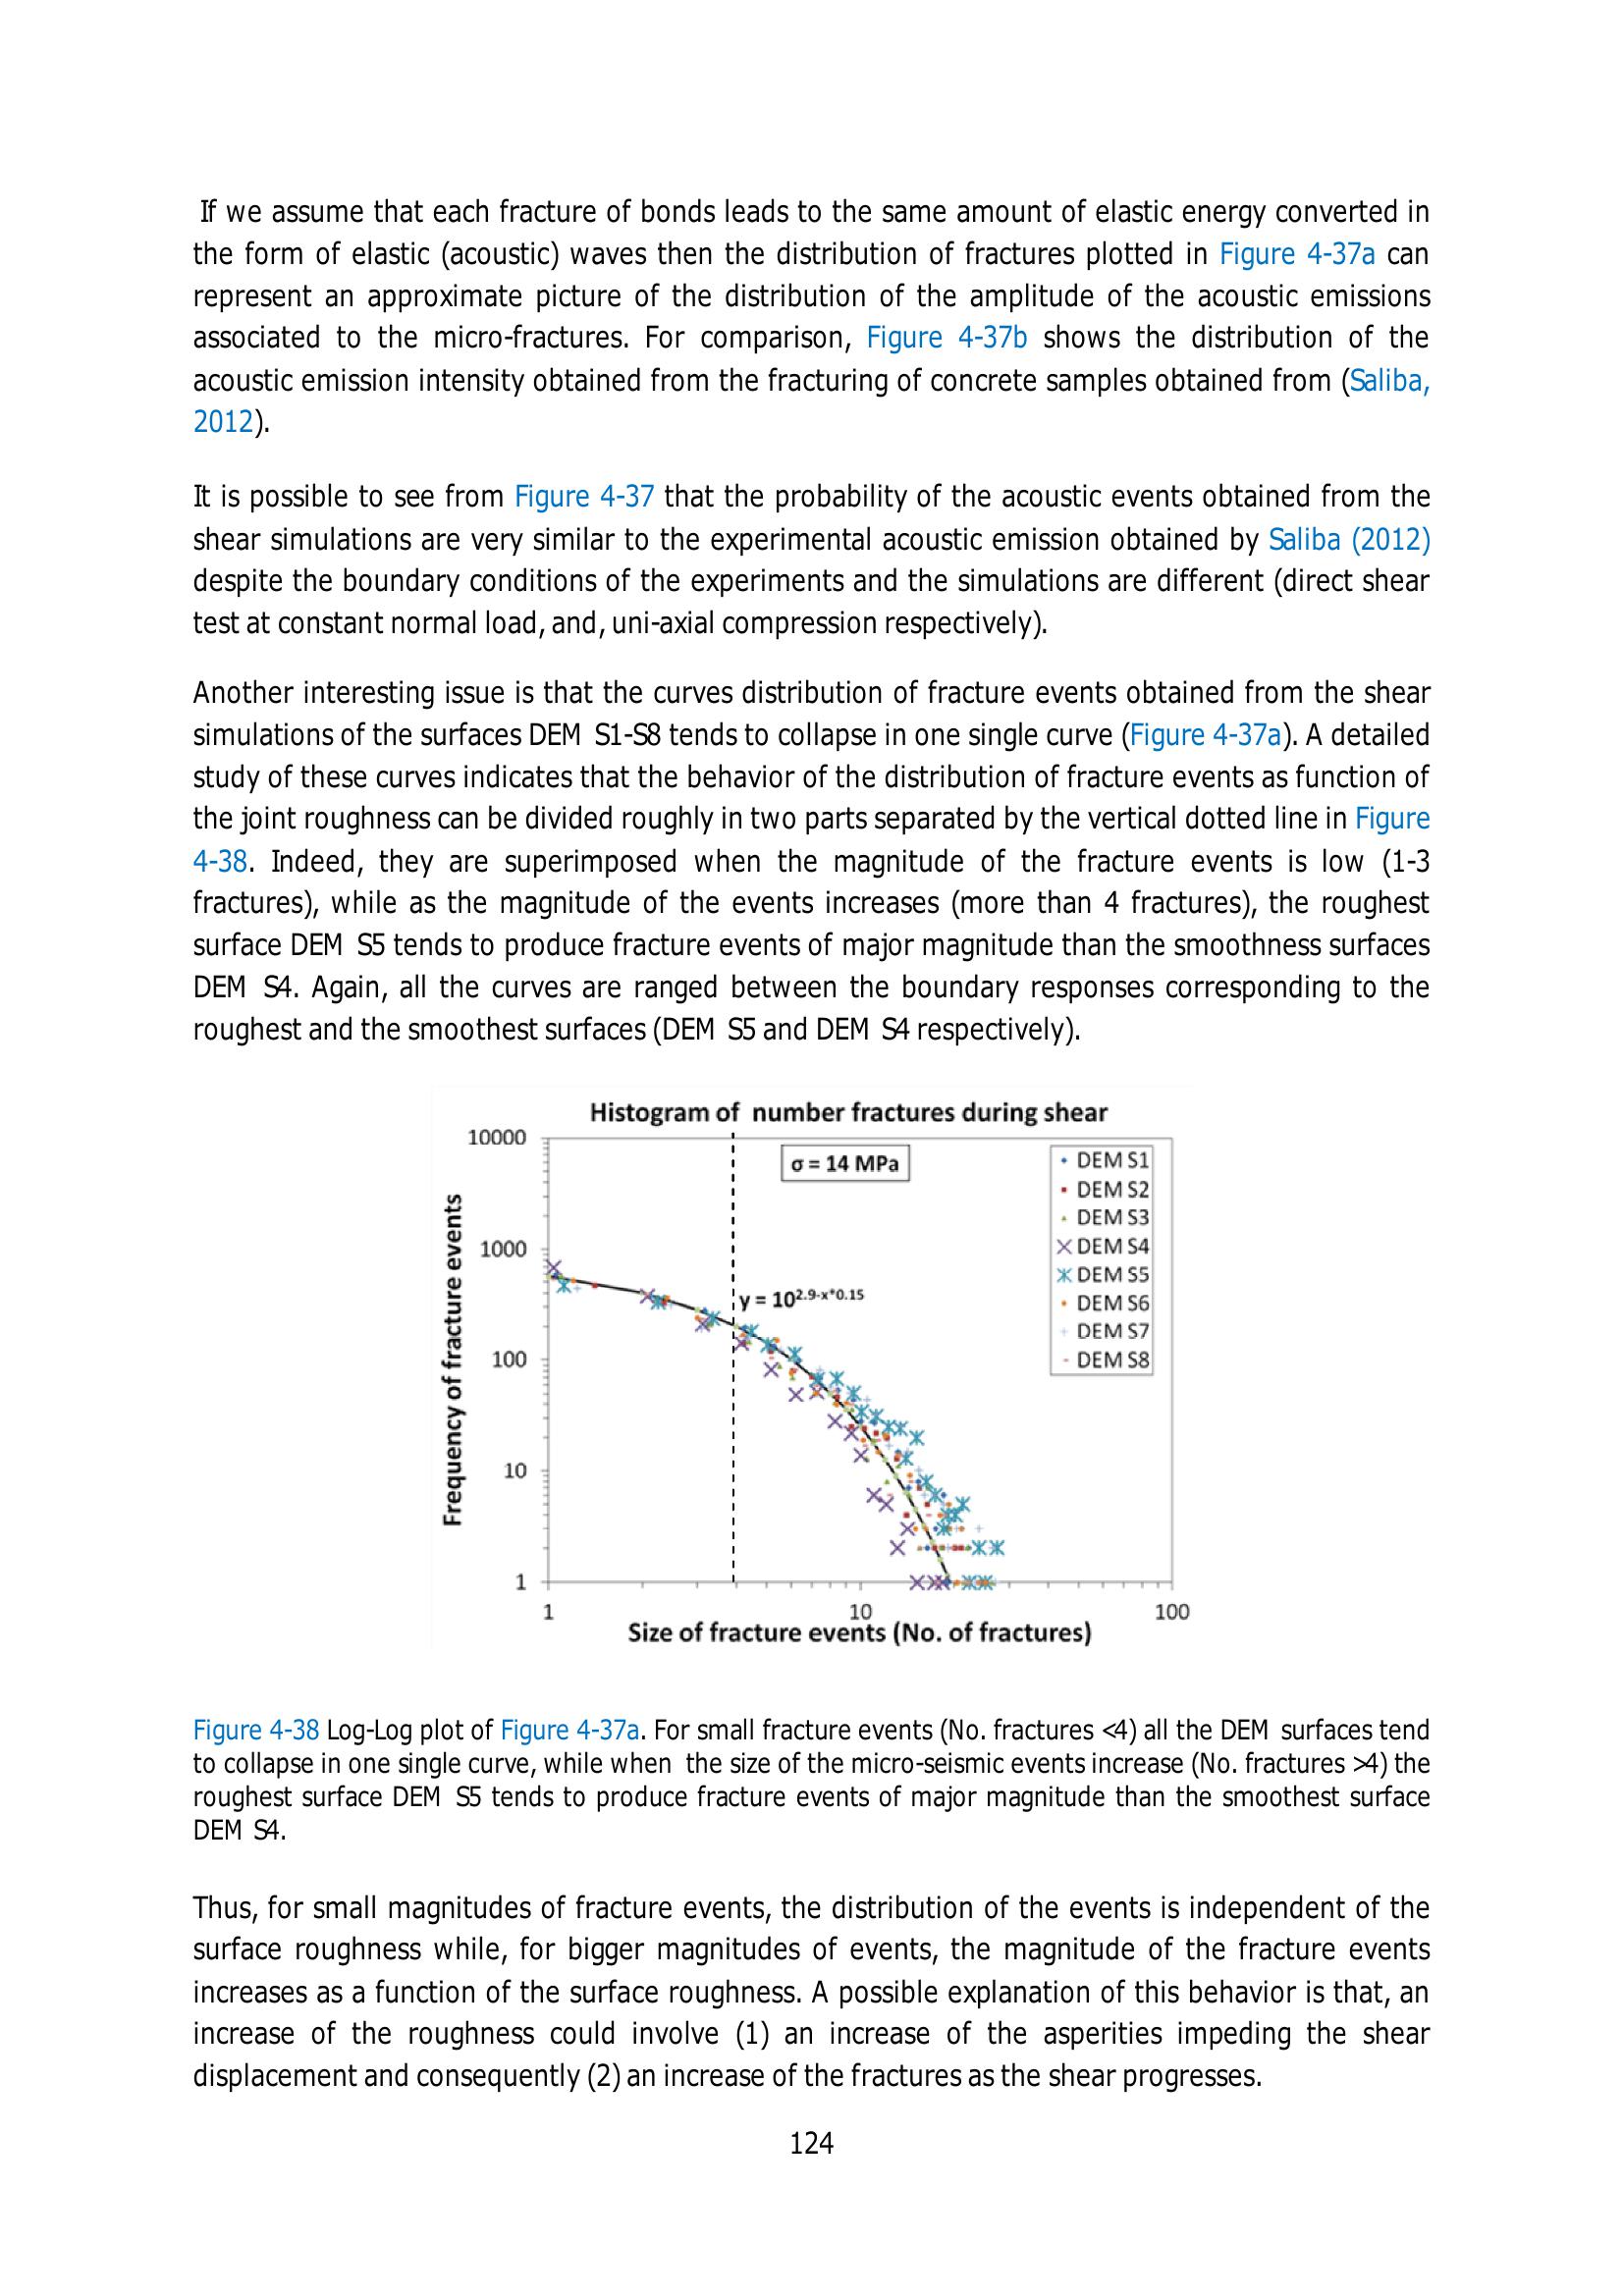 If we assume that each fracture of bonds leads to the same amount of elastic energy converted in
the form of elastic (acoustic) waves then the distribution of fractures plotted in Figure 4-37a can
represent an approximate picture of the distribution of the amplitude of the acoustic emissions
associated to the micro-fractures. For comparison, Figure 4-37b shows the distribution of the
acoustic emission intensity obtained from the fracturing of concrete samples obtained from (Saliba,
2012).
It is possible to see from Figure 4-37 that the probability of the acoustic events obtained from the
shear simulations are very similar to the experimental acoustic emission obtained by Saliba (2012)
despite the boundary conditions of the experiments and the simulations are different (direct shear
test at constant normal load, and, uni-axial compression respectively).
Another interesting issue is that the curves distribution of fracture events obtained from the shear
simulations of the surfaces DEM S1-S8 tends to collapse in one single curve (Figure 4-37a). A detailed
study of these curves indicates that the behavior of the distribution of fracture events as function of
the joint roughness can be divided roughly in two parts separated by the vertical dotted line in Figure
4-38. Indeed, they are superimposed when the magnitude of the fracture events is low (1-3
fractures), while as the magnitude of the events increases (more than 4 fractures), the roughest
surface DEM S5 tends to produce fracture events of major magnitude than the smoothness surfaces
DEM S4. Again, all the curves are ranged between the boundary responses corresponding to the
roughest and the smoothest surfaces (DEM S5 and DEM S4 respectively).
Histogram of number fractures during shear
Frequency of fracture events
10000
1000
100
10
1
σ = 14 MPa
y = 10^2.9-x*0.15
DEM S1
DEM S2
DEM S3
DEM S4
DEM S5
DEM S6
DEM S7
DEM S8
1 10 100
Size of fracture events (No. of fractures)
Figure 4-38 Log-Log plot of Figure 4-37a. For small fracture events (No. fractures <4) all the DEM surfaces tend
to collapse in one single curve, while when the size of the micro-seismic events increase (No. fractures >4) the
roughest surface DEM S5 tends to produce fracture events of major magnitude than the smoothest surface
DEM S4.
Thus, for small magnitudes of fracture events, the distribution of the events is independent of the
surface roughness while, for bigger magnitudes of events, the magnitude of the fracture events
increases as a function of the surface roughness. A possible explanation of this behavior is that, an
increase of the roughness could involve (1) an increase of the asperities impeding the shear
displacement and consequently (2) an increase of the fractures as the shear progresses.
124